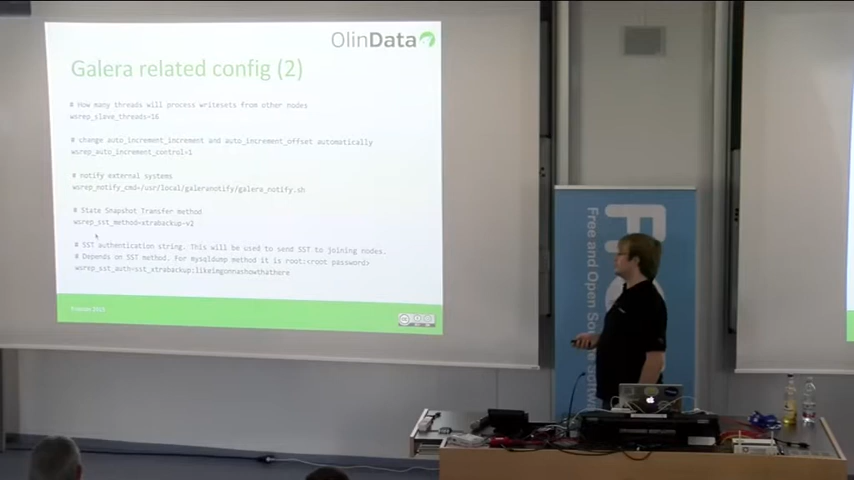 OlinData
Galera related config (2)
# How many threads will process writesets from other nodes
wsrep_slave_threads=16
# change auto_increment_increment and auto_increment_offset automatically
wsrep_auto_increment_control=1
# notify external systems
wsrep_notify_cmd=/usr/local/galeranotify/galera_notify.sh
# State Snapshot Transfer method
wsrep_sst_method=xtrabackup-v2
# SST authentication string. This will be used to send SST to joining nodes.
# Depends on SST method. For mysqldump method it is root:<root password>
wsrep_sst_auth=sst_xtrabackup:likeimgonnashowthathere
Free and Open